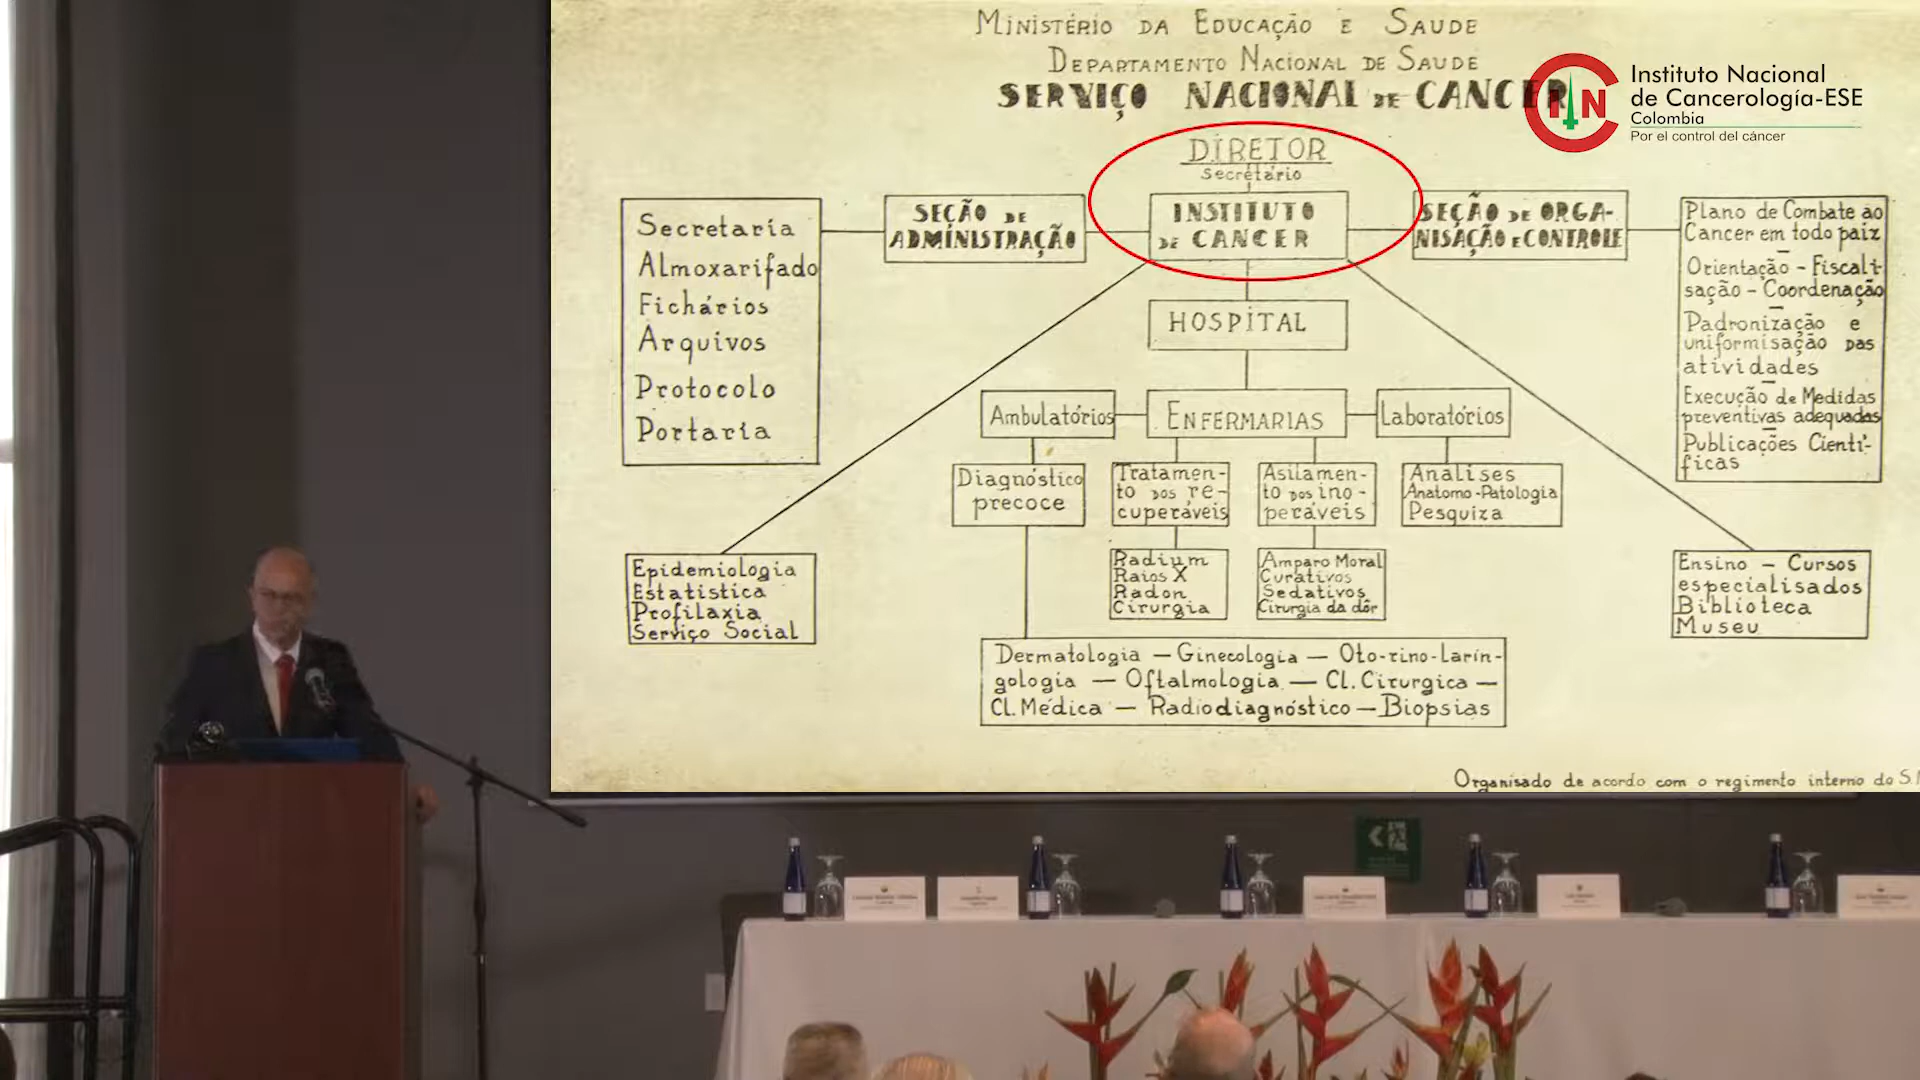 MINISTÉRIO DA EDUCAÇÃO E SAUDE
DEPARTAMENTO NACIONAL DE SAUDE
SERVIÇO NACIONAL DE CANCER
Instituto Nacional
de Cancerología-ESE
Colombia
Por el control del cáncer
DIRETOR
Secretário
INSTITUTO
DE CANCER
SEÇÃO DE
ADMINISTRAÇÃO
SEÇÃO DE ORGA-
NISAÇÃO E CONTROLE
Secretaría
Almoxarifado
Fichários
Arquivos
Protocolo
Portaria
Plano de Combate ao
Cancer em todo paiz
Orientação - Fiscali-
sação - Coordenação
Padronização e
uniformisação DAS
atividades
Execução de Medidas
preventivas adequadas
Publicações Cientí-
ficas
HOSPITAL
Ambulatórios
ENFERMARIAS
Laboratórios
Diagnóstico
precoce
Tratamen-
to DOS re-
cuperáveis
Asilamen-
to DOS ino-
peráveis
Análises
Anatomo-Patologia
Pesquiza
Radium
Raios X
Radon
Cirurgia
Amparo Moral
Curativos
Sedativos
Cirurgia da dôr
Epidemiologia
Estatística
Profilaxia
Serviço Social
Ensino - Cursos
especialisados
Biblioteca
Museu
Dermatologia - Ginecologia - Oto-rino-larin-
gologia - Oftalmologia - Cl. Cirurgica -
Cl. Médica - Radiodiagnóstico - Biopsias
Organisado de acordo com o regimento interno do S.